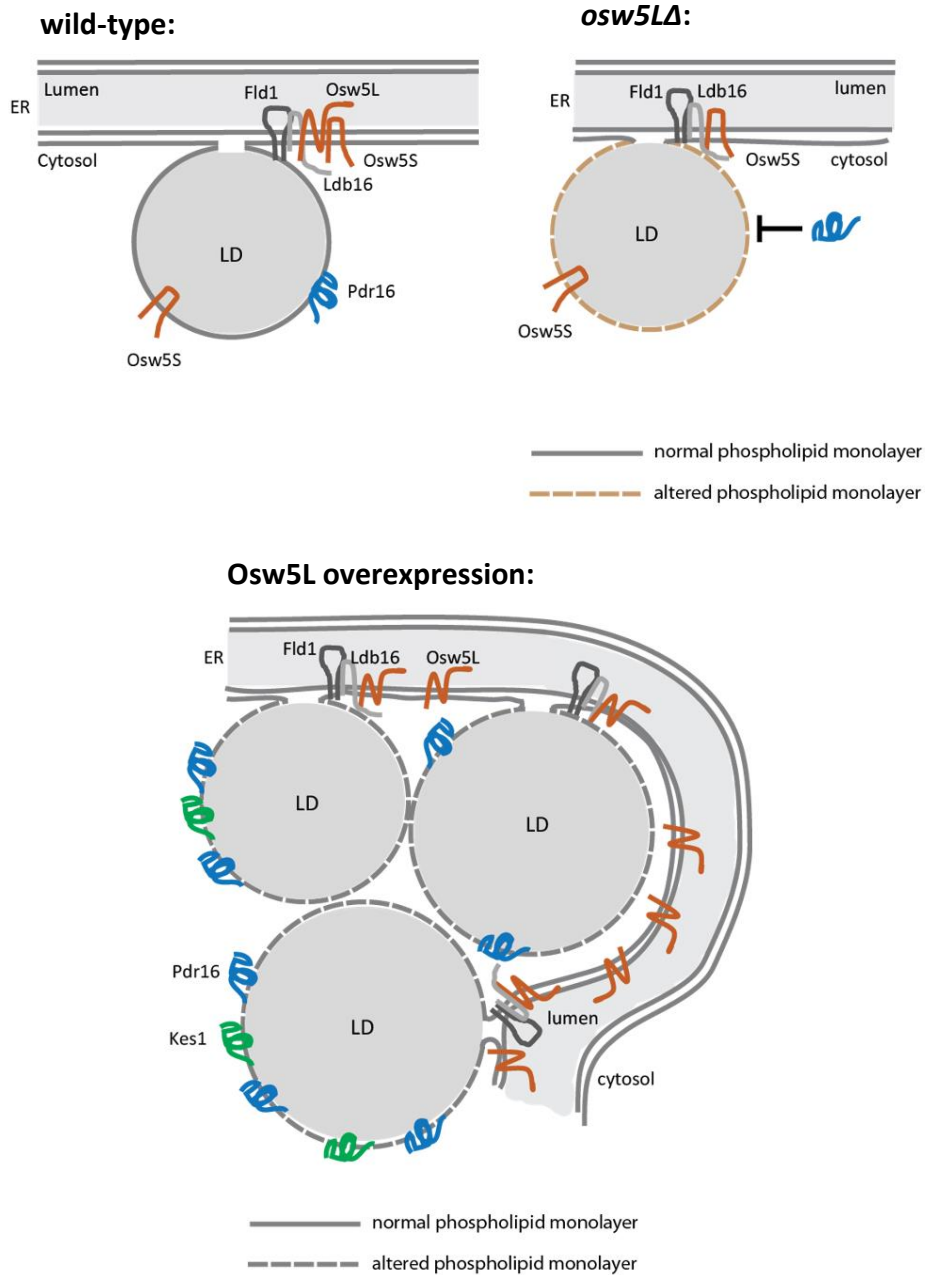 wild-type:
ER
Lumen
Fld1
Osw5L
Cytosol
Osw5S
Ldb16
LD
Pdr16
Osw5S
osw5LΔ:
ER
Fld1
Ldb16
lumen
Osw5S
cytosol
LD
Osw5S
normal phospholipid monolayer
altered phospholipid monolayer
Osw5L overexpression:
ER
Fld1
Ldb16
Osw5L
LD
LD
Pdr16
Kes1
LD
lumen
cytosol
normal phospholipid monolayer
altered phospholipid monolayer